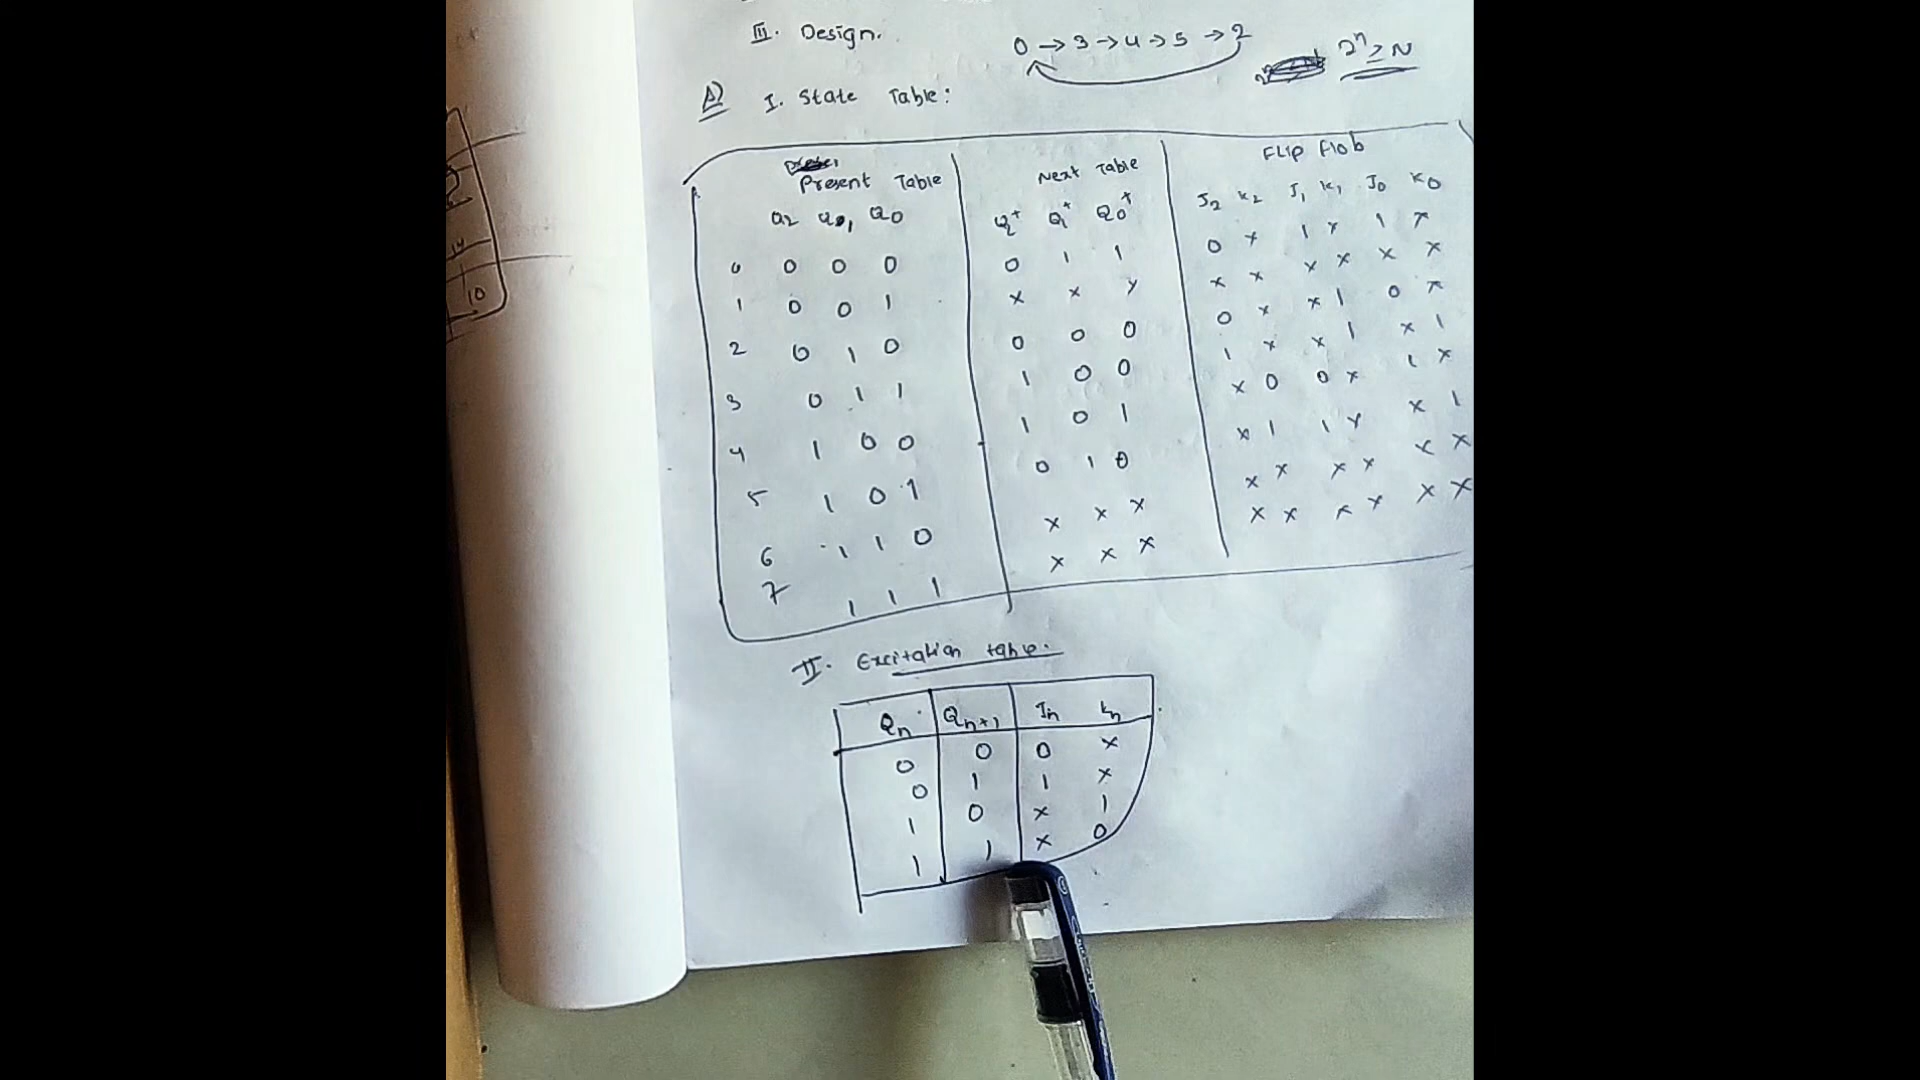 III. Design.
0 → 3 → 4 → 5 → 2
2ⁿ ≥ N
A) I. State Table:
Present Table Next Table Flip flob
Q2 Q1 Q0 Q2+ Q1+ Q0+ J2 K2 J1 K1 J0 K0
0 0 0 0 0 1 1 0 x 1 x 1 x
1 0 0 1 x x x x x x x x x
2 0 1 0 0 0 0 0 x x 1 0 x
3 0 1 1 1 0 0 1 x x 1 x 1
4 1 0 0 1 0 1 x 0 0 x 1 x
5 1 0 1 0 1 0 x 1 1 x x 1
6 1 1 0 x x x x x x x x x
7 1 1 1 x x x x x x x x x
II. Excitation table.
Qn Qn+1 Jn Kn
0 0 0 x
0 1 1 x
1 0 x 1
1 1 x 0
10